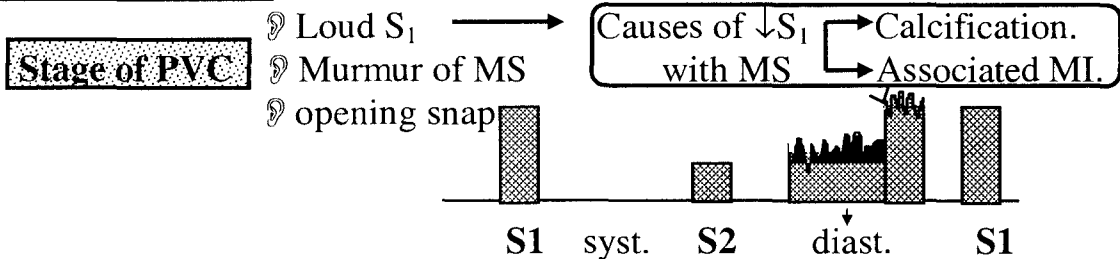 Stage of PVC
Loud S₁ → Causes of ↓S₁ with MS → Calcification.
→ Associated MI.
Murmur of MS
opening snap
S1 syst. S2 diast. S1